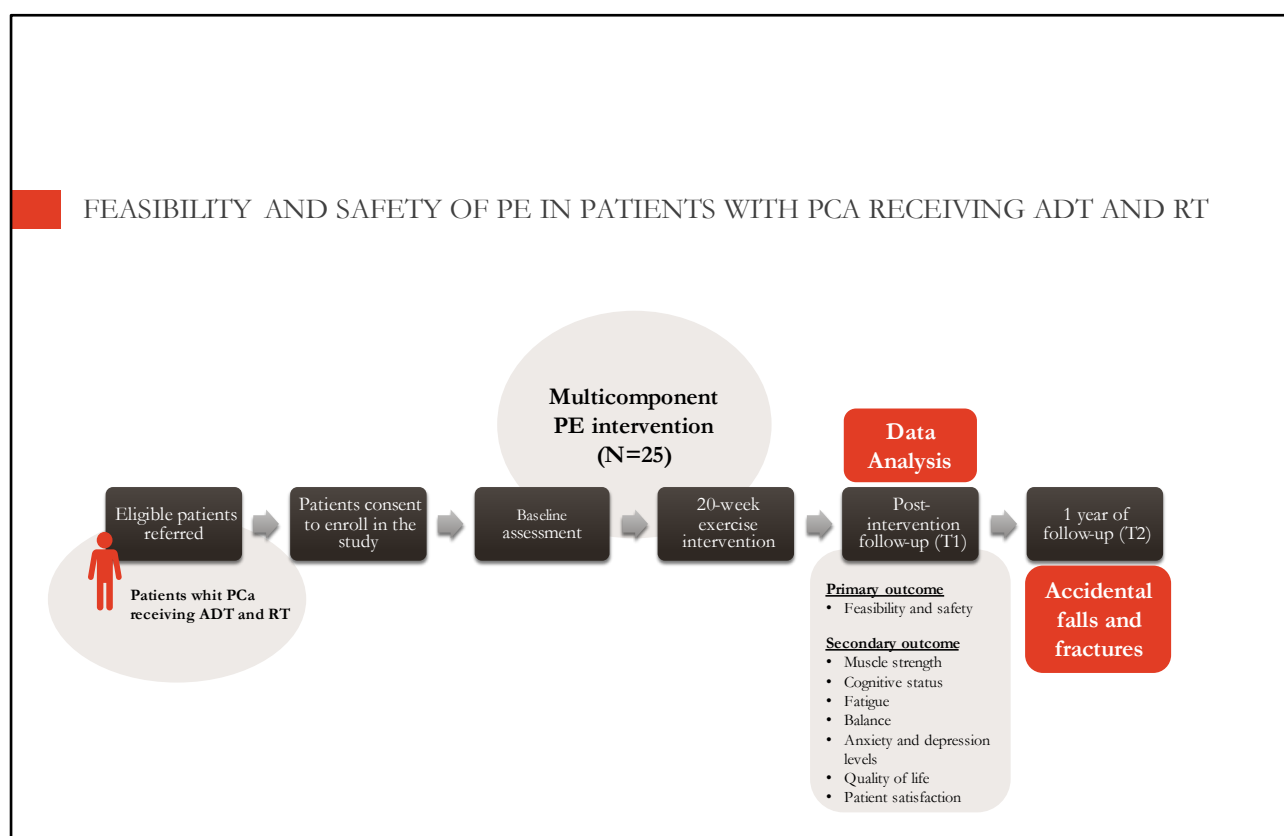 FEASIBILITY AND SAFETY OF PE IN PATIENTS WITH PCA RECEIVING ADT AND RT
Multicomponent
PE intervention
(N=25)
Data
Analysis
Eligible patients
referred
Patients consent
to enroll in the
study
Baseline
assessment
20-week
exercise
intervention
Post-
intervention
follow-up (T1)
1 year of
follow-up (T2)
Patients whit PCa
receiving ADT and RT
Primary outcome
• Feasibility and safety
Secondary outcome
• Muscle strength
• Cognitive status
• Fatigue
• Balance
• Anxiety and depression
levels
• Quality of life
• Patient satisfaction
Accidental
falls and
fractures